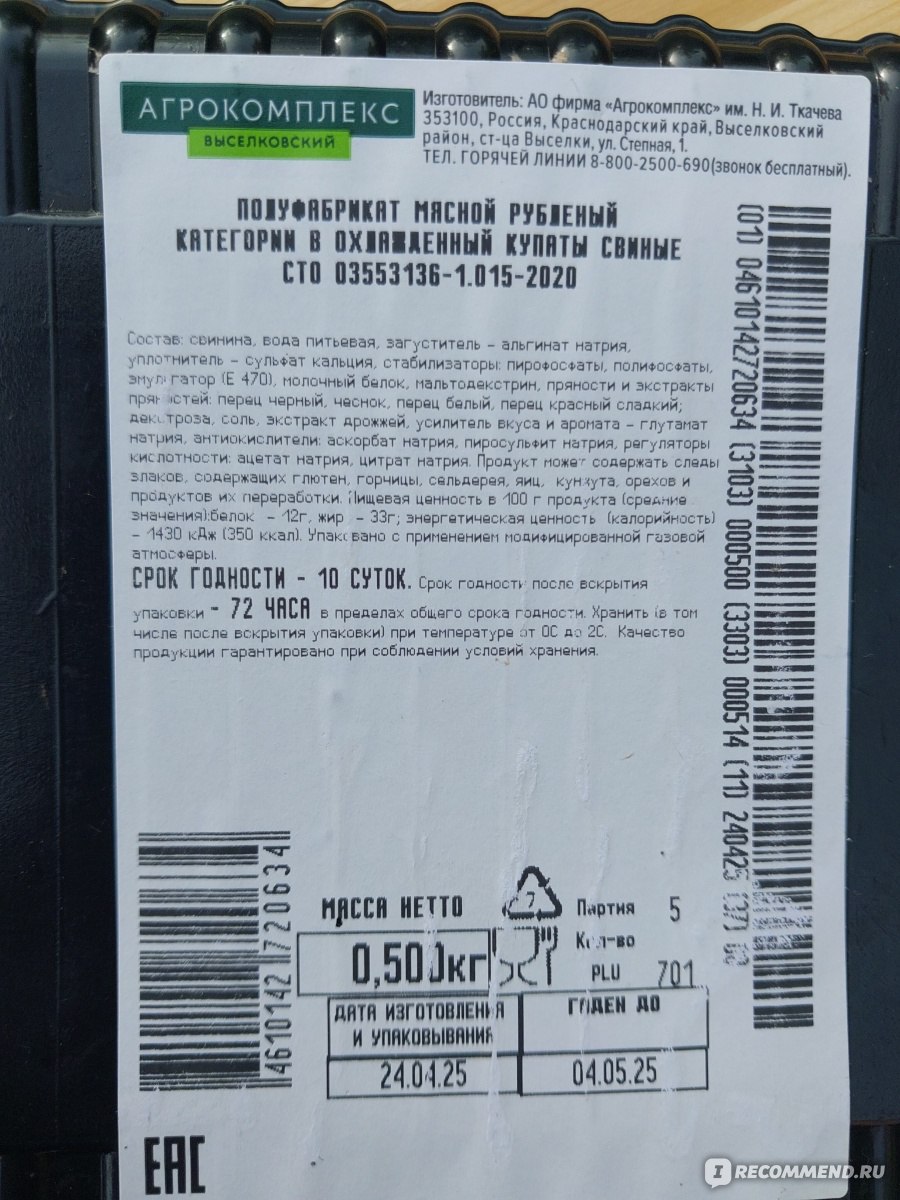 АГРОКОМПЛЕКС
ВЫСЕЛКОВСКИЙ
Изготовитель: АО фирма «Агрокомплекс» им. Н. И. Ткачева
353100, Россия, Краснодарский край, Выселковский
район, ст-ца Выселки, ул. Степная, 1.
ТЕЛ. ГОРЯЧЕЙ ЛИНИИ 8-800-2500-690(звонок бесплатный).
ПОЛУФАБРИКАТ МЯСНОЙ РУБЛЕНЫЙ
КАТЕГОРИИ В ОХЛАЖДЕННЫЙ КУПАТЫ СВИНЫЕ
СТО 03553136-1.015-2020
Состав: свинина, вода питьевая, загуститель – альгинат натрия,
уплотнитель – сульфат кальция, стабилизаторы: пирофосфаты, полифосфаты,
эмульгатор (Е 470), молочный белок, мальтодекстрин, пряности и экстракты
пряностей: перец черный, чеснок, перец белый, перец красный сладкий;
декстроза, соль, экстракт дрожжей, усилитель вкуса и аромата – глутамат
натрия, антиокислители: аскорбат натрия, пиросульфит натрия, регуляторы
кислотности: ацетат натрия, цитрат натрия. Продукт может содержать следы
злаков, содержащих глютен, горчицы, сельдерея, яиц, кунжута, орехов и
продуктов их переработки. Пищевая ценность в 100 г продукта (средние
значения):белок – 12г, жир – 33г; энергетическая ценность (калорийность)
– 1430 кДж (350 ккал). Упаковано с применением модифицированной газовой
атмосферы.
СРОК ГОДНОСТИ - 10 СУТОК. Срок годности после вскрытия
упаковки - 72 ЧАСА в пределах общего срока годности. Хранить (в том
числе после вскрытия упаковки) при температуре от 0С до 2С. Качество
продукции гарантировано при соблюдении условий хранения.
(01) 04610142720634 (3103) 000500 (3303) 000514 (11) 240425 (37)
4610142720634
МАССА НЕТТО
0,500кг
7
Партия 5
Кол-во
PLU 701
ДАТА ИЗГОТОВЛЕНИЯ
И УПАКОВЫВАНИЯ
ГОДЕН ДО
24.04.25
04.05.25
EAC
IRECOMMEND.RU